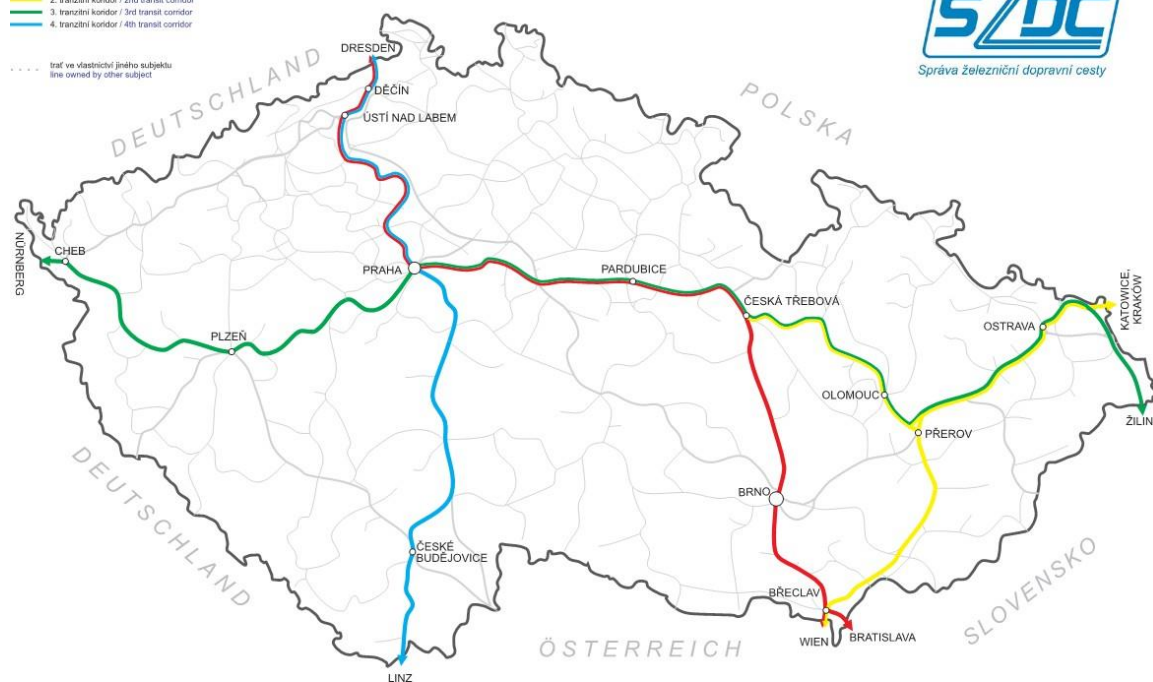 2. tranzitní koridor / 2nd transit corridor
3. tranzitní koridor / 3rd transit corridor
4. tranzitní koridor / 4th transit corridor
trať ve vlastnictví jiného subjektu
line owned by other subject
SŽDC
Správa železniční dopravní cesty
DEUTSCHLAND
POLSKA
DRESDEN
DĚČÍN
ÚSTÍ NAD LABEM
NÜRNBERG
CHEB
PRAHA
PARDUBICE
ČESKÁ TŘEBOVÁ
KATOWICE,
KRAKÓW
OSTRAVA
PLZEŇ
OLOMOUC
PŘEROV
ŽILIN
DEUTSCHLAND
BRNO
ČESKÉ
BUDĚJOVICE
BŘECLAV
SLOVENSKO
WIEN
BRATISLAVA
ÖSTERREICH
LINZ